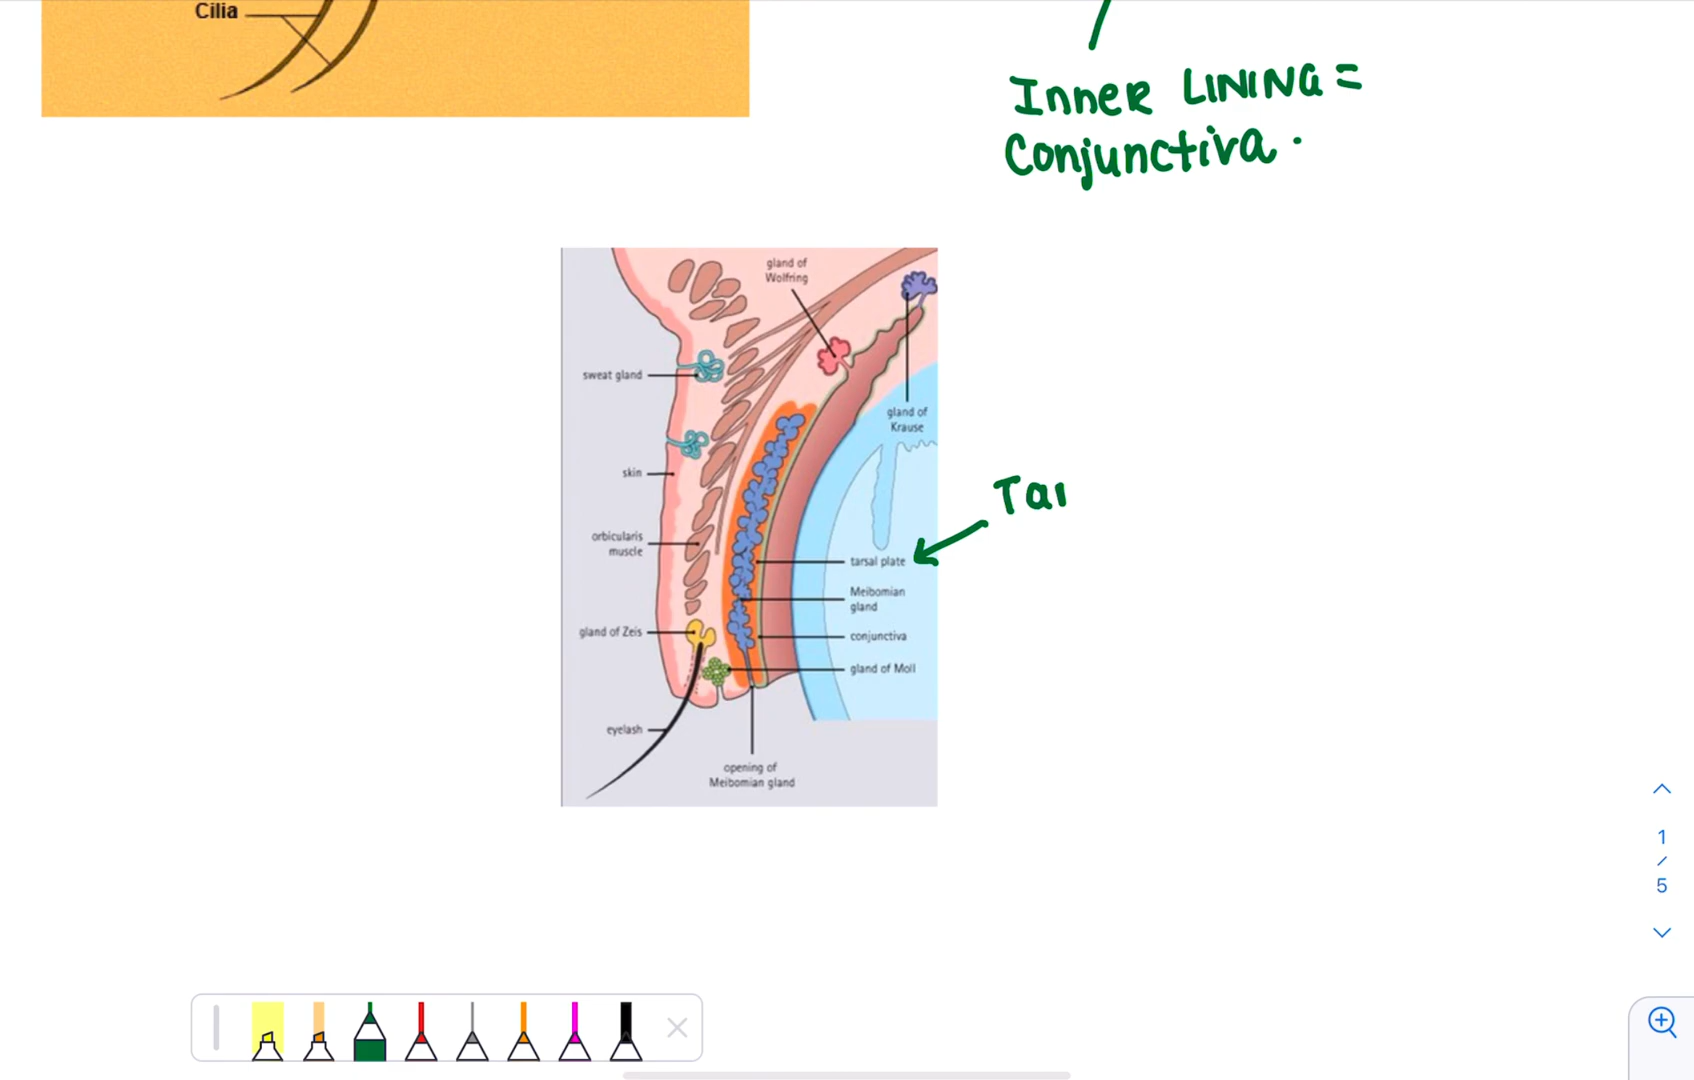 Cilia
Inner LINING =
Conjunctiva .
gland of
Wolfring
sweat gland
gland of
Krause
skin
Tar
orbicularis
muscle
tarsal plate
Meibomian
gland
gland of Zeis
conjunctiva
gland of Moll
eyelash
opening of
Meibomian gland
1
/
5